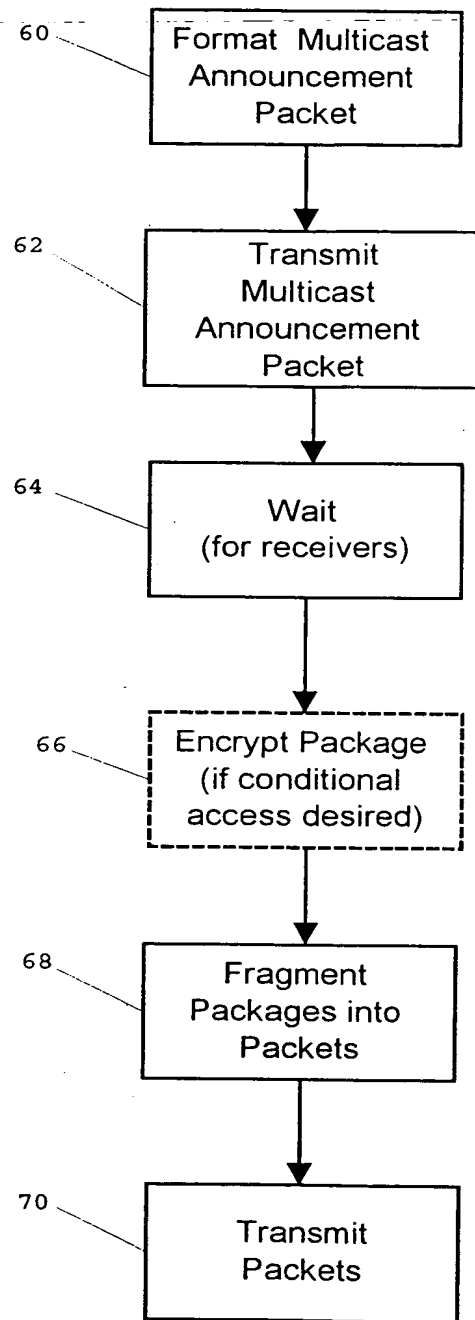 60
Format Multicast
Announcement
Packet
62
Transmit
Multicast
Announcement
Packet
64
Wait
(for receivers)
66
Encrypt Package
(if conditional
access desired)
68
Fragment
Packages into
Packets
70
Transmit
Packets